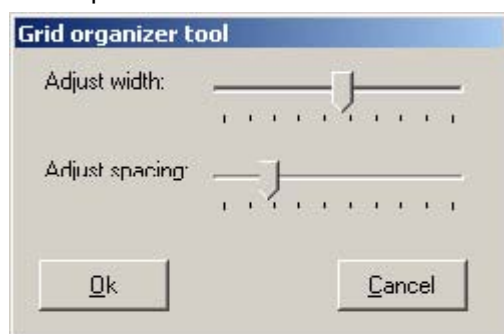 Grid organizer tool
Adjust width:
Adjust spacing:
Ok
Cancel